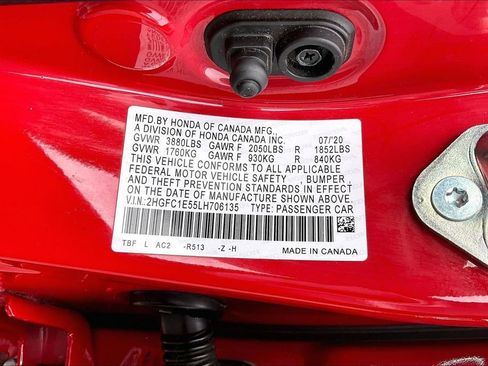 MFD.BY HONDA OF CANADA MFG.,
A DIVISION OF HONDA CANADA INC. 07/'20
GVWR 3880LBS GAWR F 2050LBS R 1852LBS
GVWR 1760KG GAWR F 930KG R 840KG
THIS VEHICLE CONFORMS TO ALL APPLICABLE
FEDERAL MOTOR VEHICLE SAFETY , BUMPER
AND THEFT PREVENTION STANDARDS IN EFFECT
ON THE DATE OF MANUFACTURE SHOWN ABOVE.
V.I.N.:2HGFC1E55LH706135 TYPE: PASSENGER CAR
TBF L AC2 -R513 -Z -H MADE IN CANADA